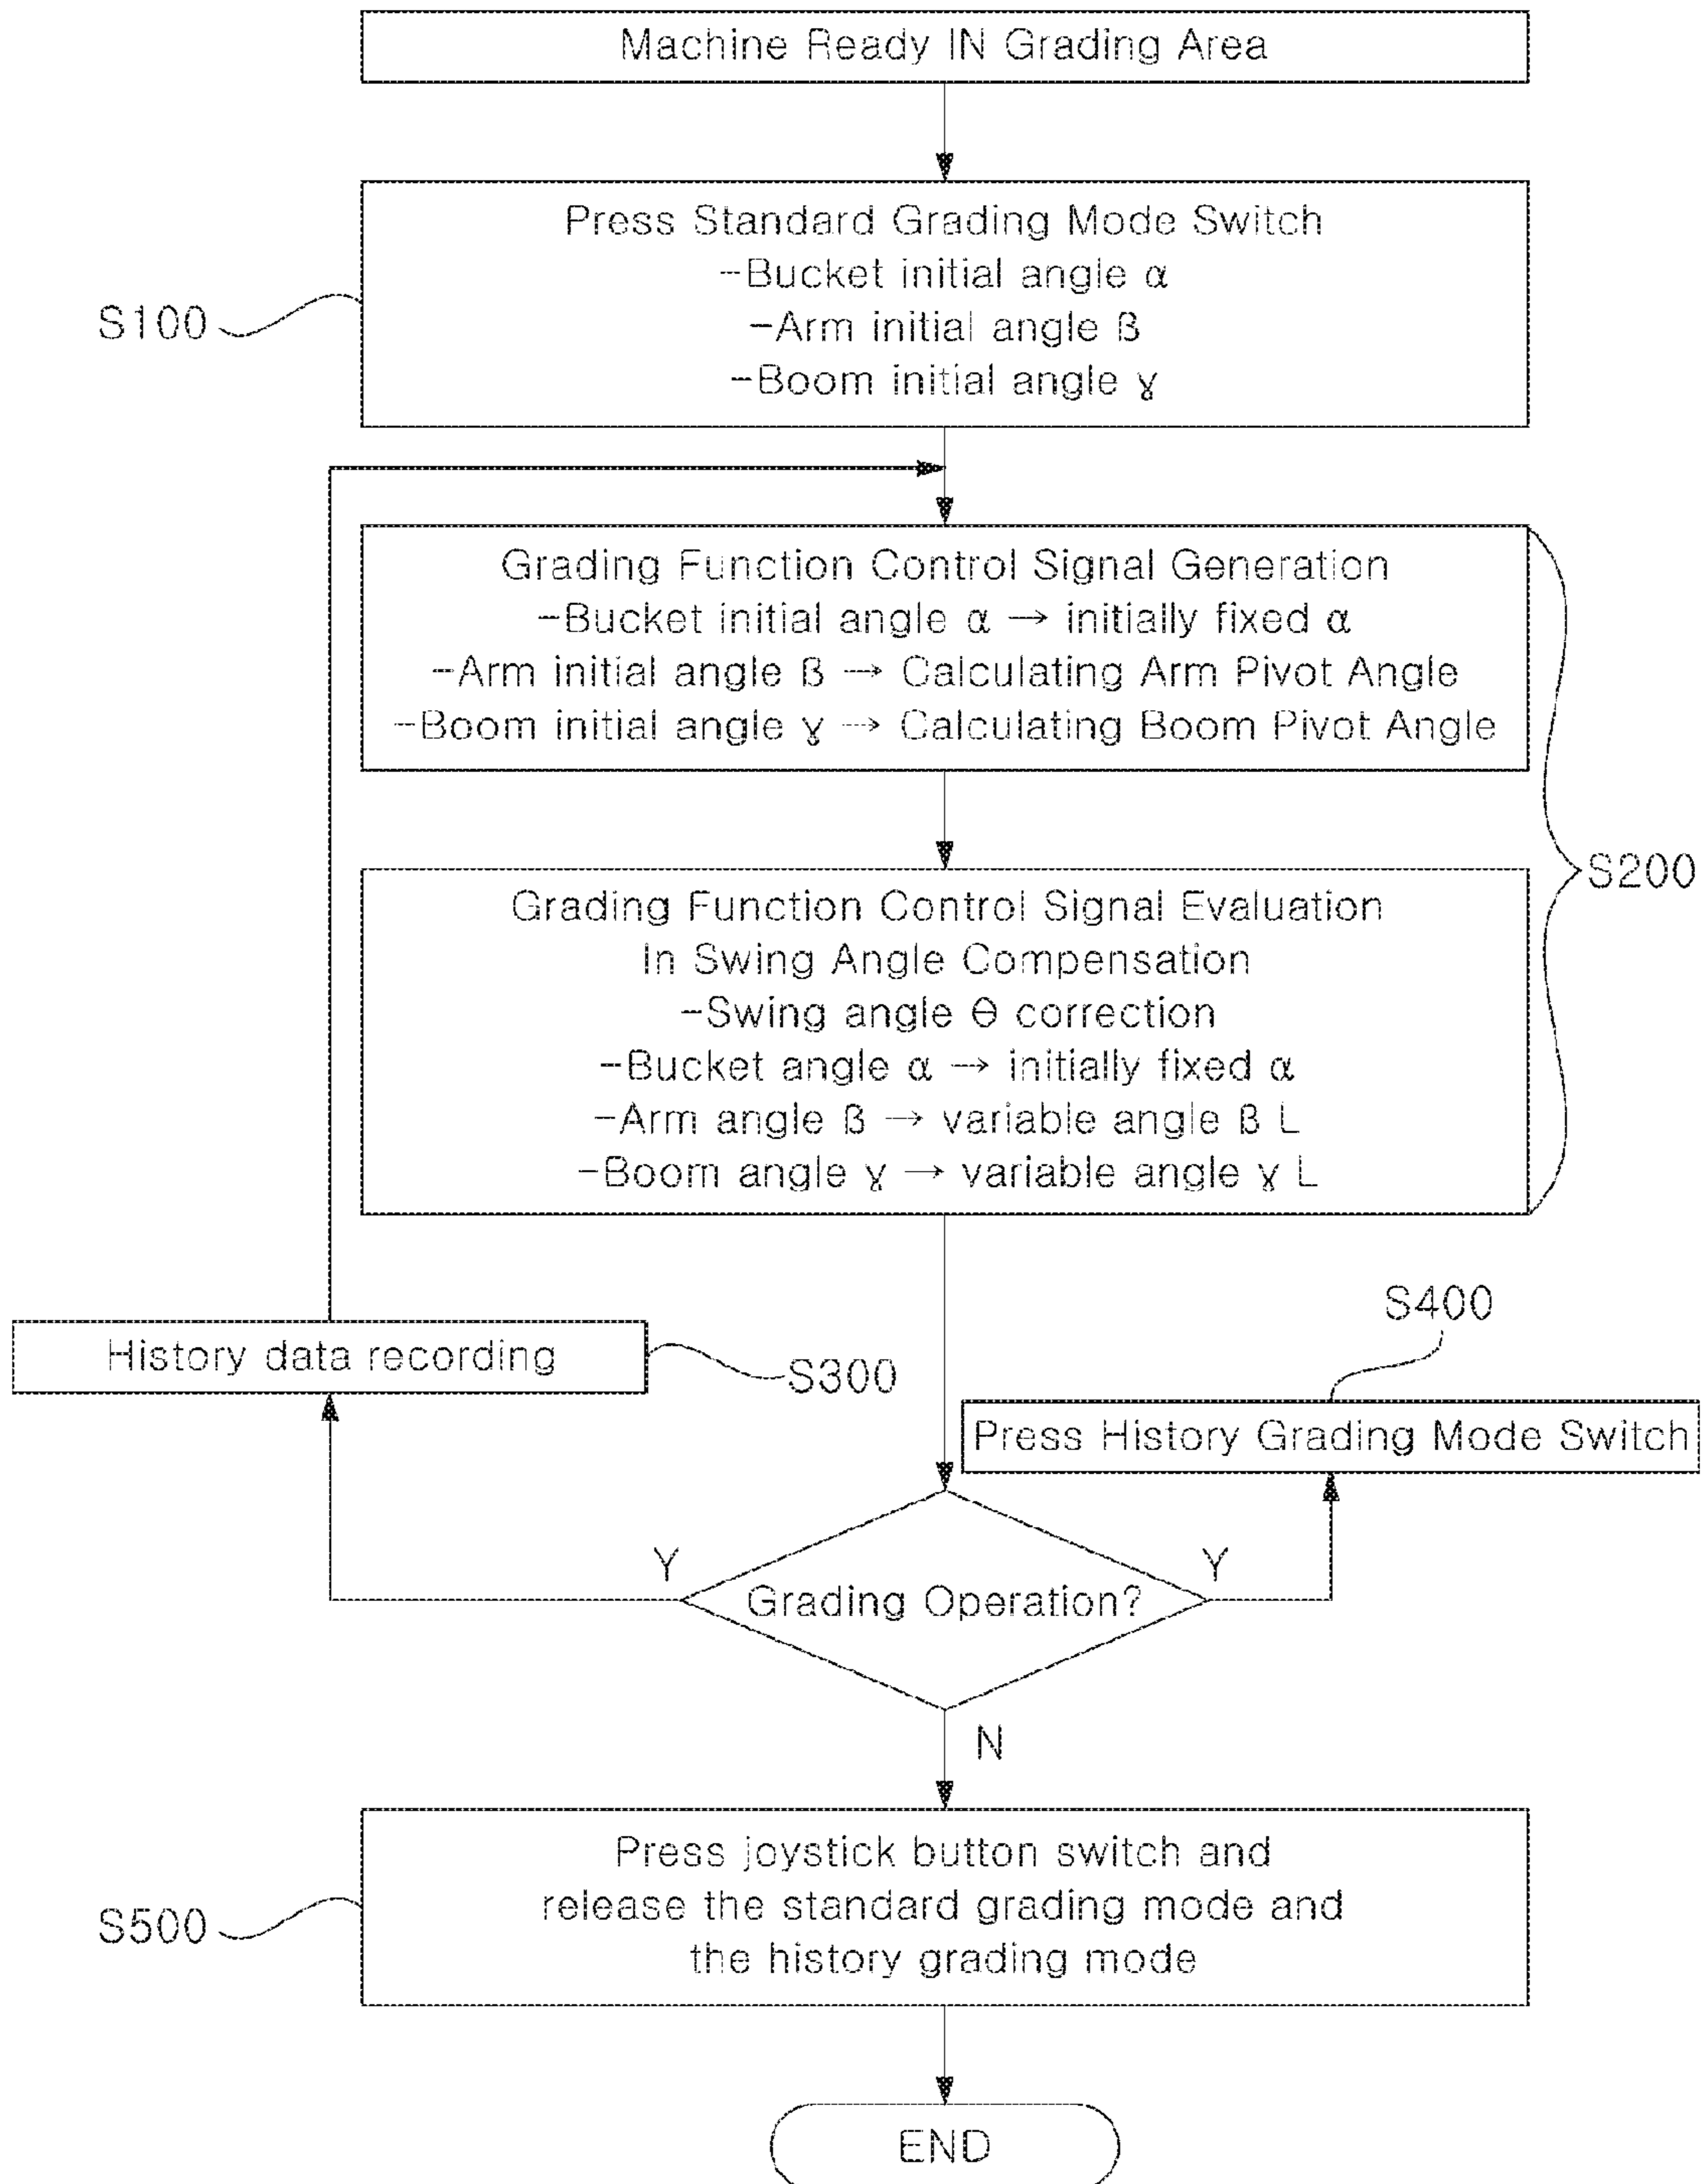 Machine Ready IN Grading Area
Press Standard Grading Mode Switch
-Bucket initial angle α
-Arm initial angle ß
-Boom initial angle ɣ
S100
Grading Function Control Signal Generation
-Bucket initial angle α → initially fixed α
-Arm initial angle ß → Calculating Arm Pivot Angle
-Boom initial angle ɣ → Calculating Boom Pivot Angle
Grading Function Control Signal Evaluation
In Swing Angle Compensation
-Swing angle Θ correction
-Bucket angle α → initially fixed α
-Arm angle ß → variable angle ß L
-Boom angle ɣ → variable angle ɣ L
S200
History data recording
S300
S400
Press History Grading Mode Switch
Y
Grading Operation?
Y
N
Press joystick button switch and
release the standard grading mode and
the history grading mode
S500
END